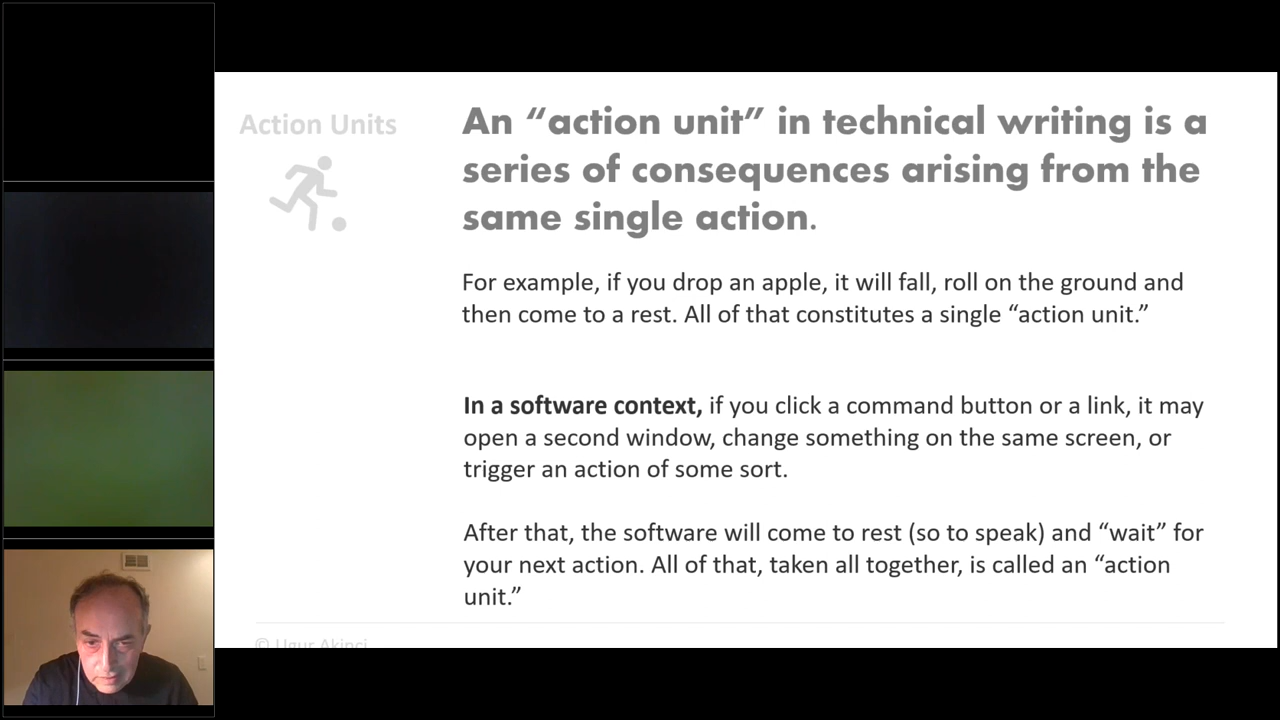 Action Units
An “action unit” in technical writing is a
series of consequences arising from the
same single action.
For example, if you drop an apple, it will fall, roll on the ground and
then come to a rest. All of that constitutes a single “action unit.”
In a software context, if you click a command button or a link, it may
open a second window, change something on the same screen, or
trigger an action of some sort.
After that, the software will come to rest (so to speak) and “wait” for
your next action. All of that, taken all together, is called an “action
unit.”
© Ugur Akinci